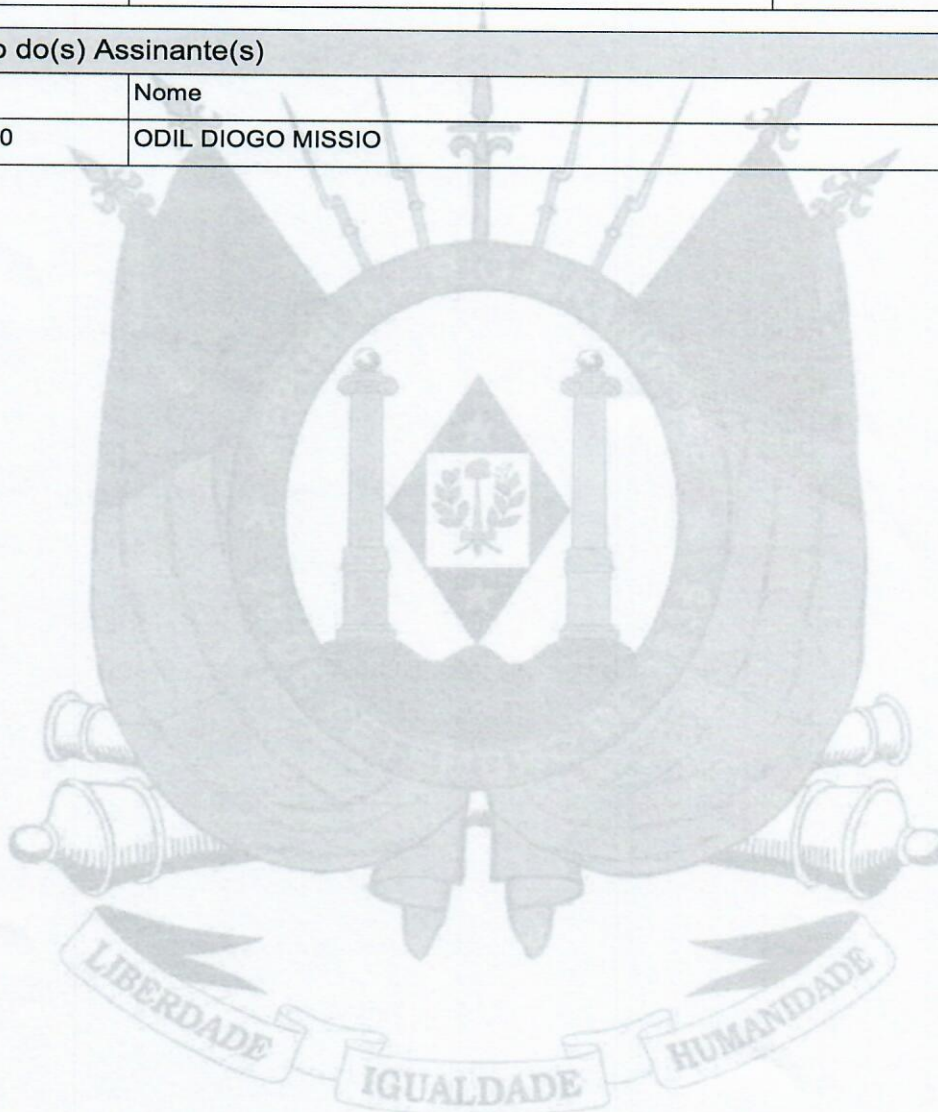 o do(s) Assinante(s)
Nome
0 ODIL DIOGO MISSIO
LIBERDADE
IGUALDADE
HUMANIDADE